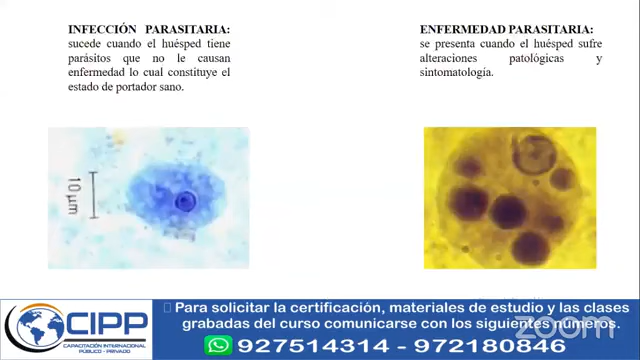 INFECCIÓN PARASITARIA:
sucede cuando el huésped tiene
parásitos que no le causan
enfermedad lo cual constituye el
estado de portador sano.
ENFERMEDAD PARASITARIA:
se presenta cuando el huésped sufre
alteraciones patológicas y
sintomatología.
10 µm
CIPP
CAPACITACIÓN INTERNACIONAL
PÚBLICO - PRIVADO
Para solicitar la certificación, materiales de estudio y las clases
grabadas del curso comunicarse con los siguientes números.
927514314 - 972180846
zoom